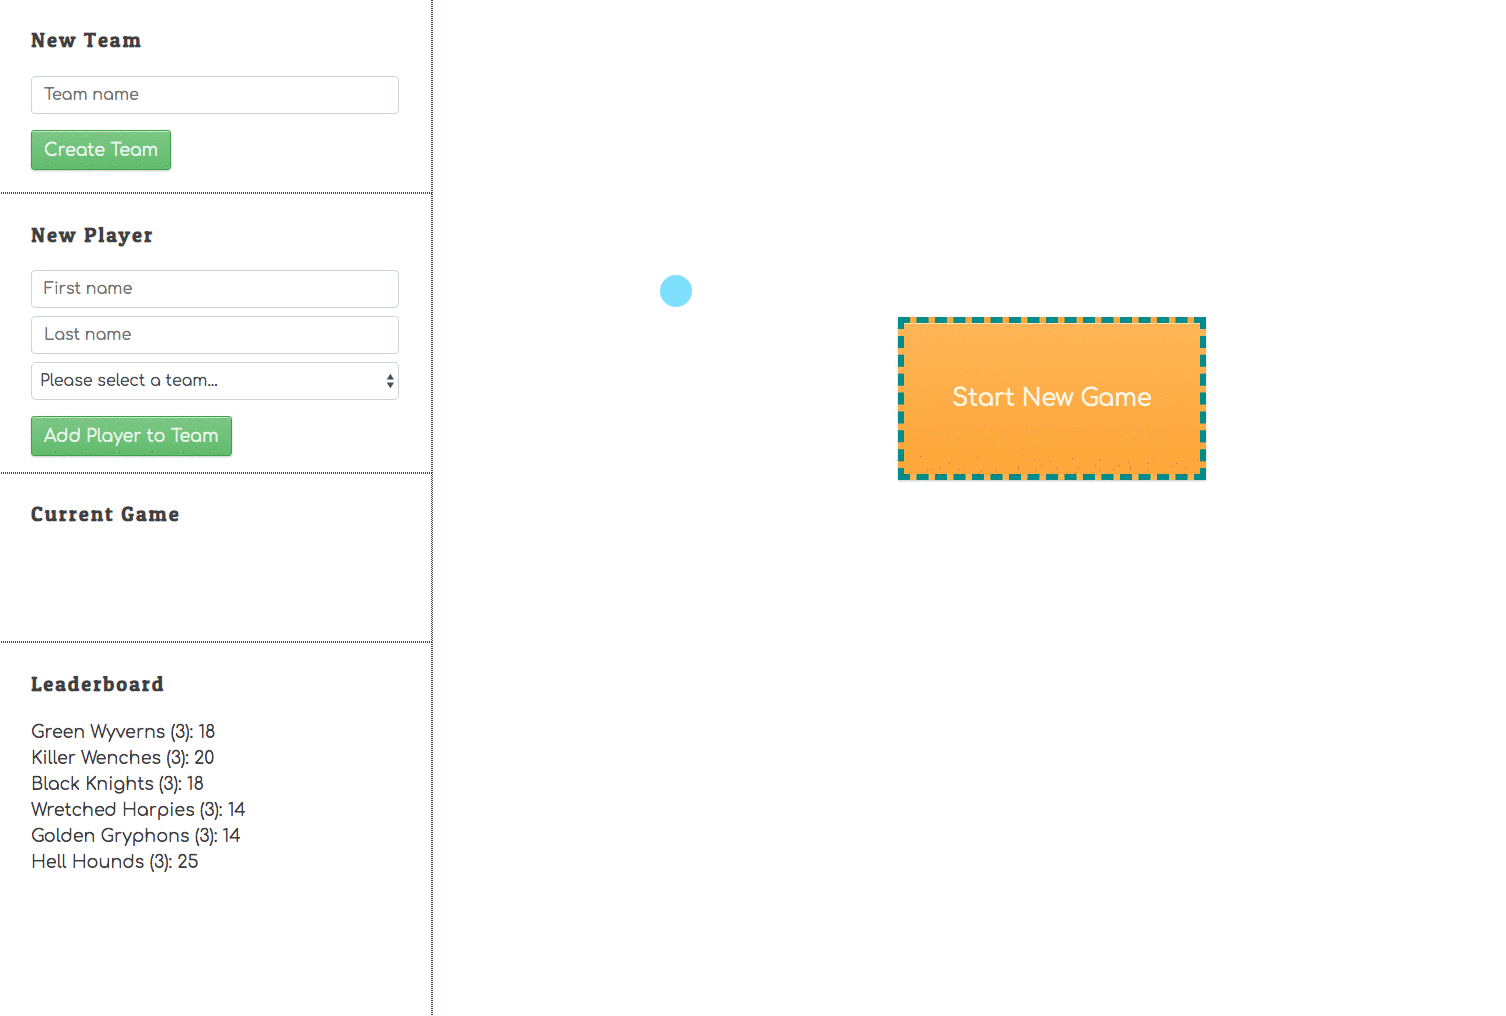 New Team
Team name
Create Team
New Player
First name
Last name
Please select a team...
Add Player to Team
Current Game
Leaderboard
Green Wyverns (3): 18
Killer Wenches (3): 20
Black Knights (3): 18
Wretched Harpies (3): 14
Golden Gryphons (3): 14
Hell Hounds (3): 25
Start New Game